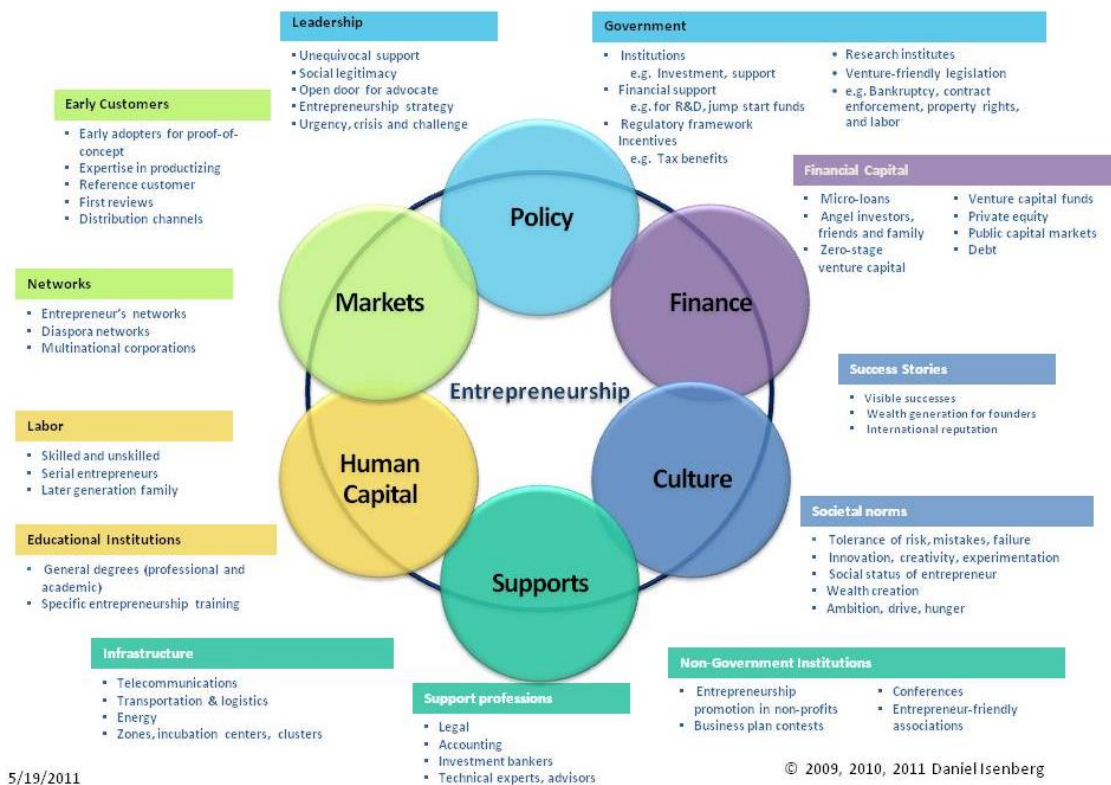 Leadership
▪ Unequivocal support
▪ Social legitimacy
▪ Open door for advocate
▪ Entrepreneurship strategy
▪ Urgency, crisis and challenge
Government
▪ Institutions
e.g. Investment, support
▪ Financial support
e.g. for R&D, jump start funds
▪ Regulatory framework
Incentives
e.g. Tax benefits
• Research institutes
• Venture-friendly legislation
• e.g. Bankruptcy, contract
enforcement, property rights,
and labor
Early Customers
▪ Early adopters for proof-of-
concept
▪ Expertise in productizing
▪ Reference customer
▪ First reviews
▪ Distribution channels
Financial Capital
▪ Micro-loans
▪ Angel investors,
friends and family
▪ Zero-stage
venture capital
▪ Venture capital funds
▪ Private equity
▪ Public capital markets
▪ Debt
Policy
Markets
Finance
Networks
▪ Entrepreneur's networks
▪ Diaspora networks
▪ Multinational corporations
Entrepreneurship
Success Stories
▪ Visible successes
▪ Wealth generation for founders
▪ International reputation
Labor
▪ Skilled and unskilled
▪ Serial entrepreneurs
▪ Later generation family
Human
Capital
Culture
Societal norms
▪ Tolerance of risk, mistakes, failure
▪ Innovation, creativity, experimentation
▪ Social status of entrepreneur
▪ Wealth creation
▪ Ambition, drive, hunger
Educational Institutions
▪ General degrees (professional and
academic)
▪ Specific entrepreneurship training
Supports
Infrastructure
▪ Telecommunications
▪ Transportation & logistics
▪ Energy
▪ Zones, incubation centers, clusters
Support professions
▪ Legal
▪ Accounting
▪ Investment bankers
▪ Technical experts, advisors
Non-Government Institutions
▪ Entrepreneurship
promotion in non-profits
▪ Business plan contests
▪ Conferences
▪ Entrepreneur-friendly
associations
5/19/2011
© 2009, 2010, 2011 Daniel Isenberg